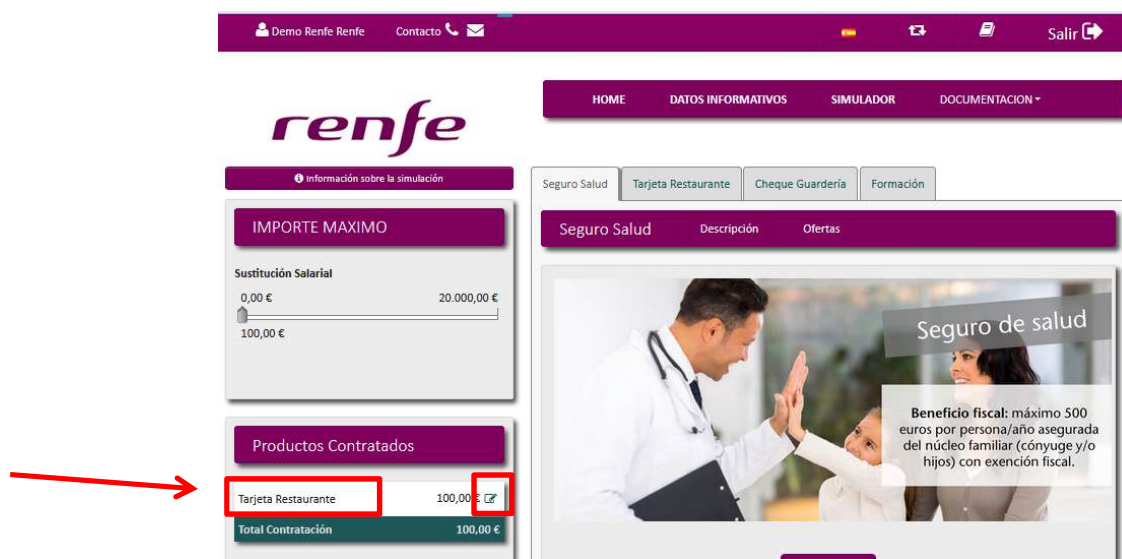 Demo Renfe Renfe Contacto Salir
HOME DATOS INFORMATIVOS SIMULADOR DOCUMENTACION
renfe
Información sobre la simulación
Seguro Salud Tarjeta Restaurante Cheque Guardería Formación
IMPORTE MAXIMO
Sustitución Salarial
0,00 € 20.000,00 €
100,00 €
Productos Contratados
Tarjeta Restaurante 100,00 €
Total Contratación 100,00 €
Seguro Salud Descripción Ofertas
Seguro de salud
Beneficio fiscal: máximo 500
euros por persona/año asegurada
del núcleo familiar (cónyuge y/o
hijos) con exención fiscal.